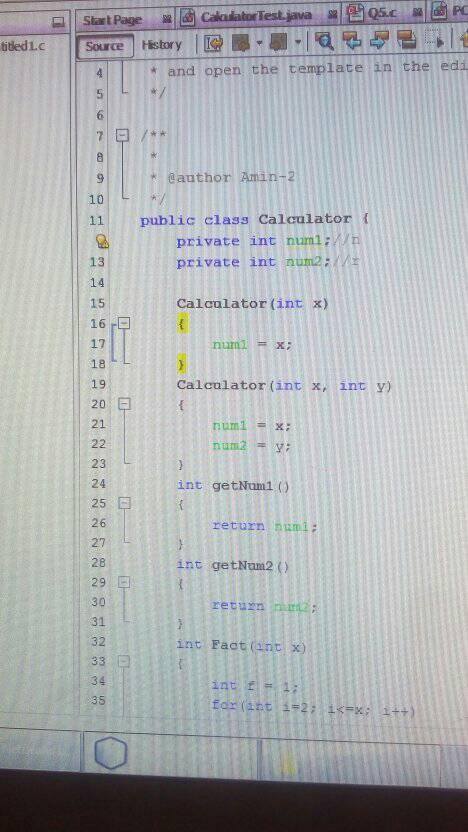 Start Page CalculatorTest.java Q5.c PC
titled1.c Source History
4 * and open the template in the edi
5 */
6
7 /**
8 *
9 * @author Amin-2
10 */
11 public class Calculator {
private int num1;//n
13 private int num2;//r
14
15 Calculator(int x)
16 {
17 num1 = x;
18 }
19 Calculator(int x, int y)
20 {
21 num1 = x;
22 num2 = y;
23 }
24 int getNum1()
25 {
26 return num1;
27 }
28 int getNum2()
29 {
30 return num2;
31 }
32 int Fact(int x)
33 {
34 int f = 1;
35 for(int i=2; i<=x; i++)